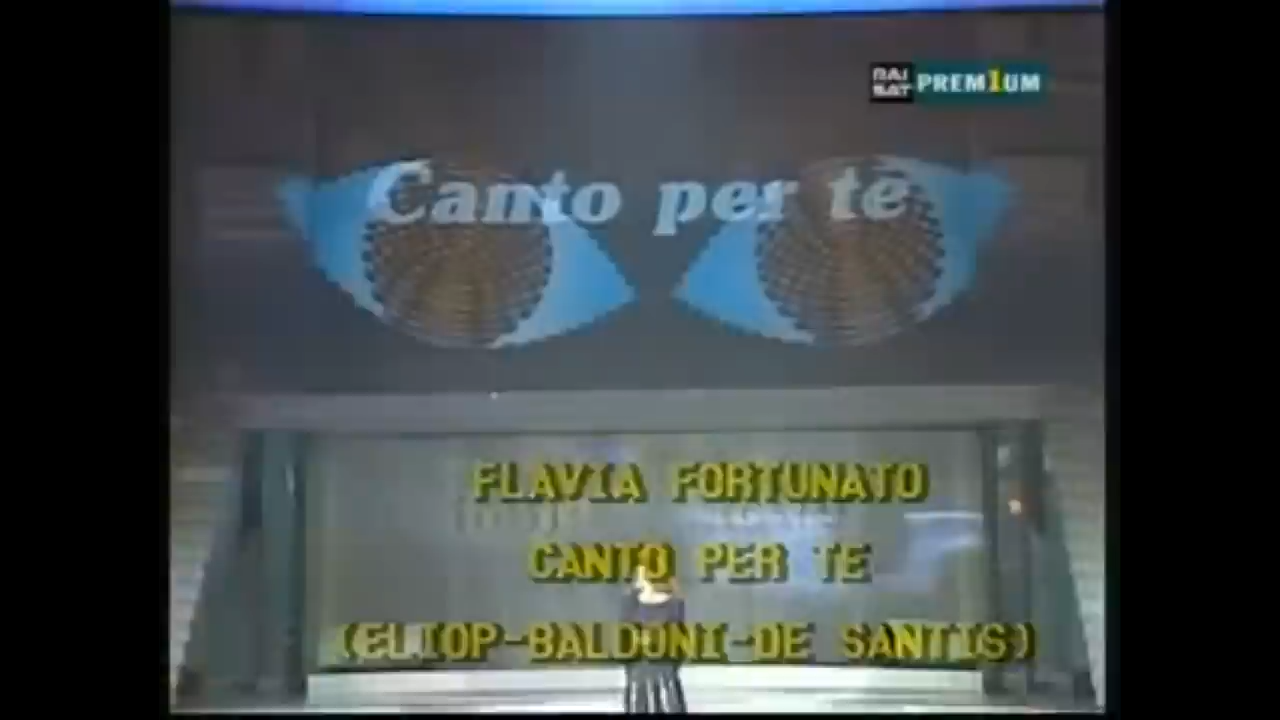 RAI
SAT PREM1UM
Canto per te
FLAVIA FORTUNATO
CANTO PER TE
(ELIOP-BALDONI-DE SANTIS)